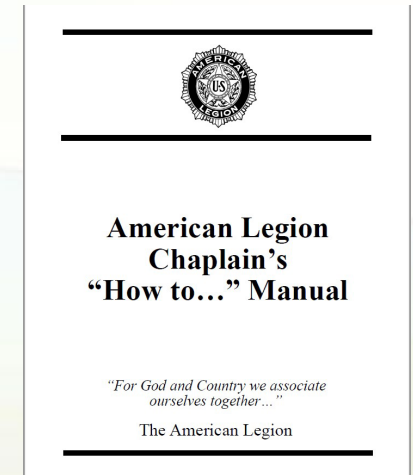 AMERICAN
US
LEGION
American Legion
Chaplain’s
“How to…” Manual
“For God and Country we associate
ourselves together…”
The American Legion